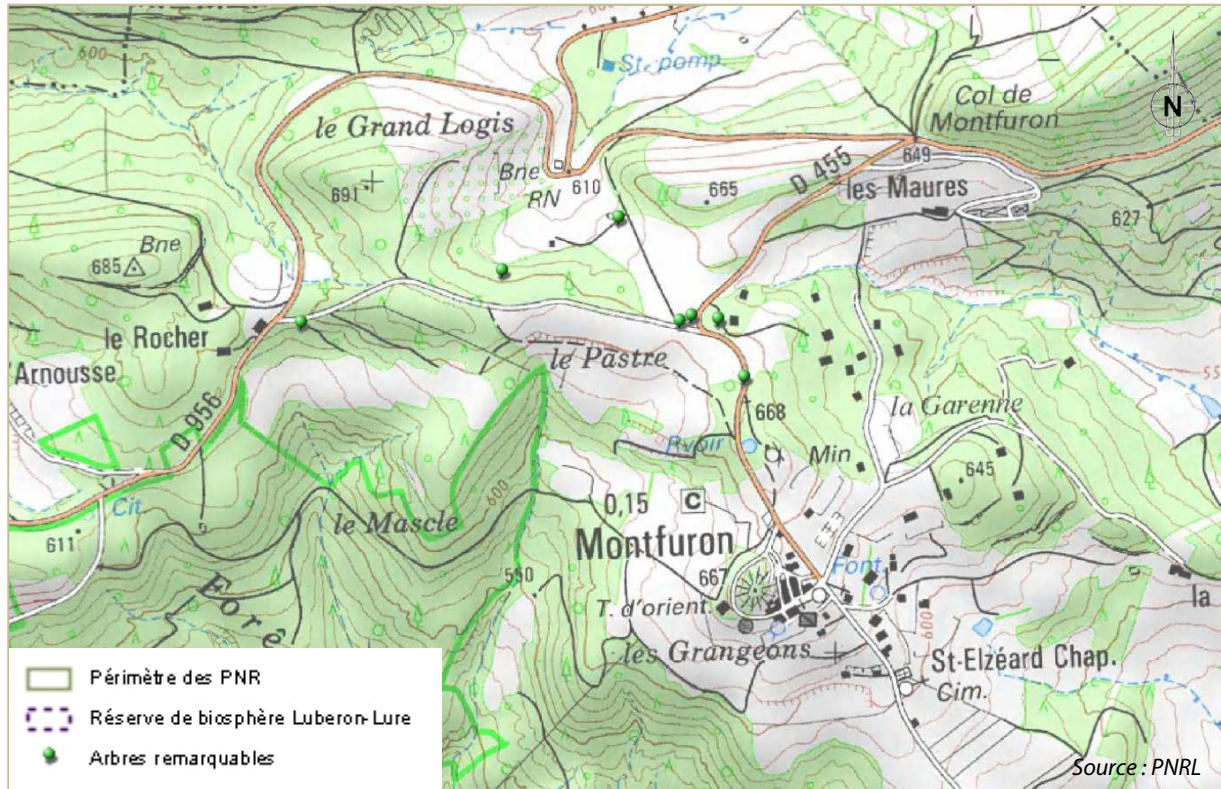 600
St. pomp
N
Col de
Montfuron
le Grand Logis
649
Bne
RN
610
D 455
691
665
les Maures
627
Bne
685
le Rocher
le Pastre
Arnousse
D 956
668
la Garenne
Min
645
600
0,15
C
Cit
le Mascle
611
Montfuron
550
667
Font.
T. d'orient.
la
les Grangeons
600
St-Elzéard Chap.
Cim.
Périmètre des PNR
Réserve de biosphère Luberon-Lure
Arbres remarquables
Source : PNRL